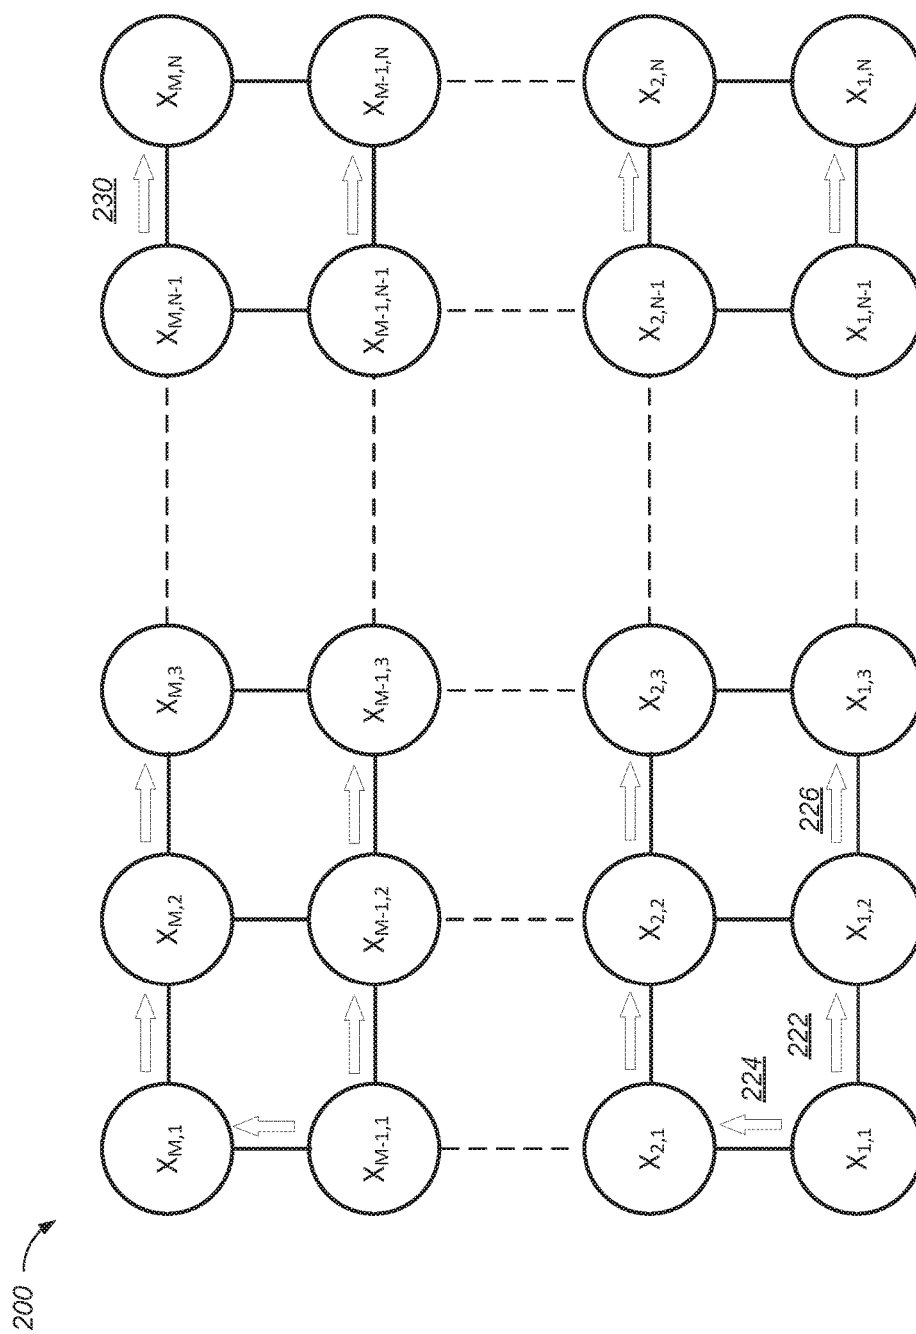 200
230
X_{M,1} X_{M,2} X_{M,3} X_{M,N-1} X_{M,N}
X_{M-1,1} X_{M-1,2} X_{M-1,3} X_{M-1,N-1} X_{M-1,N}
X_{2,1} X_{2,2} X_{2,3} X_{2,N-1} X_{2,N}
224
222 226
X_{1,1} X_{1,2} X_{1,3} X_{1,N-1} X_{1,N}